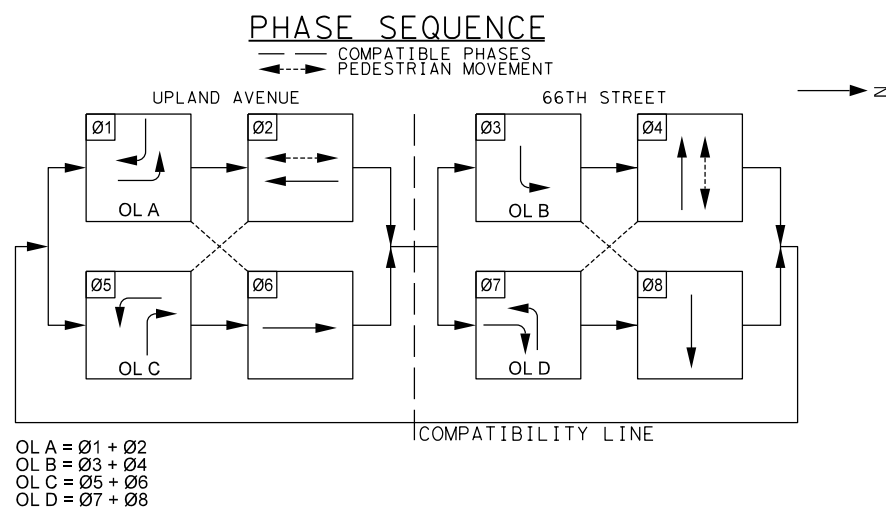 PHASE SEQUENCE
COMPATIBLE PHASES
PEDESTRIAN MOVEMENT
UPLAND AVENUE
66TH STREET
N
Ø1
OL A
Ø2
Ø3
OL B
Ø4
Ø5
OL C
Ø6
Ø7
OL D
Ø8
COMPATIBILITY LINE
OL A = Ø1 + Ø2
OL B = Ø3 + Ø4
OL C = Ø5 + Ø6
OL D = Ø7 + Ø8